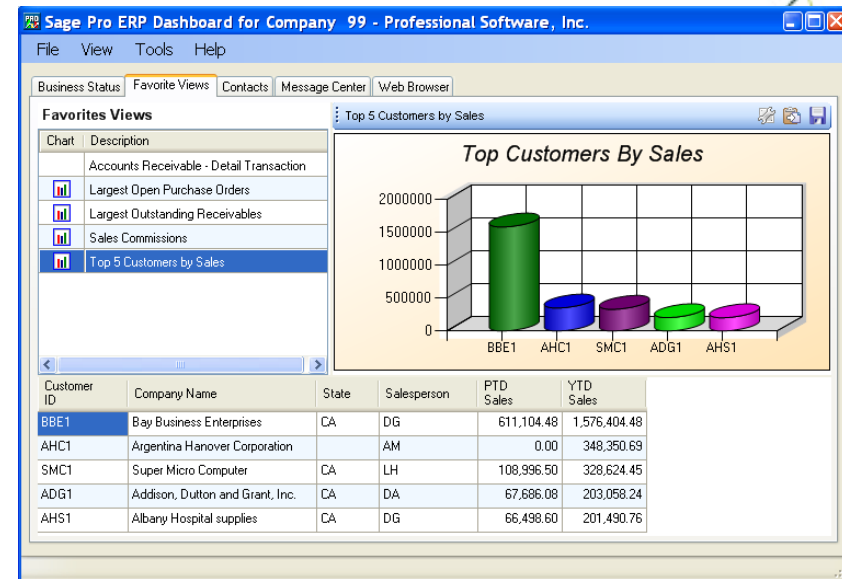 Sage Pro ERP Dashboard for Company 99 - Professional Software, Inc.
File View Tools Help
Business Status Favorite Views Contacts Message Center Web Browser
Favorites Views
Chart Description
Accounts Receivable - Detail Transaction
Largest Open Purchase Orders
Largest Outstanding Receivables
Sales Commissions
Top 5 Customers by Sales
Top 5 Customers by Sales
Top Customers By Sales
2000000
1500000
1000000
500000
0
BBE1 AHC1 SMC1 ADG1 AHS1
Customer ID Company Name State Salesperson PTD Sales YTD Sales
BBE1 Bay Business Enterprises CA DG 611,104.48 1,576,404.48
AHC1 Argentina Hanover Corporation AM 0.00 348,350.69
SMC1 Super Micro Computer CA LH 108,996.50 328,624.45
ADG1 Addison, Dutton and Grant, Inc. CA DA 67,686.08 203,058.24
AHS1 Albany Hospital supplies CA DG 66,498.60 201,490.76